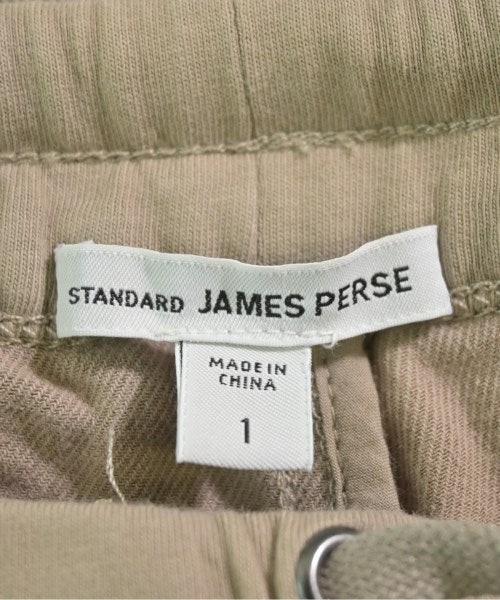 STANDARD JAMES PERSE
MADE IN
CHINA
1